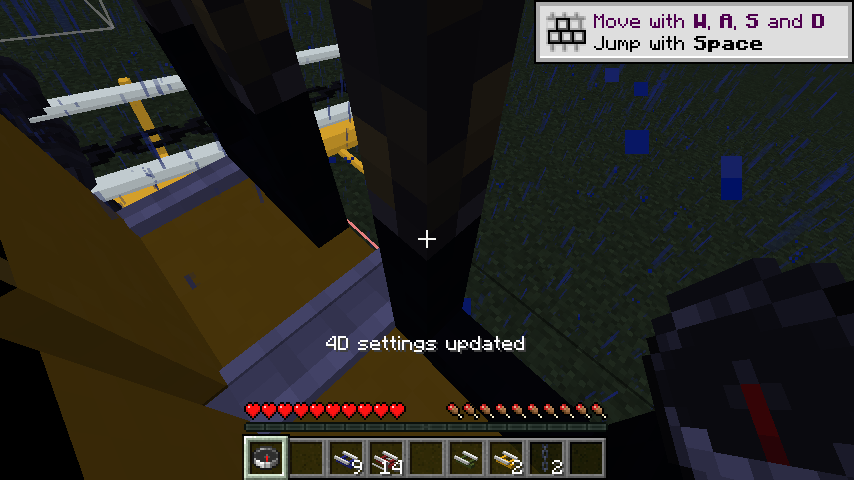 Move with W, A, S and D
Jump with Space
4D settings updated
9
14
2
2